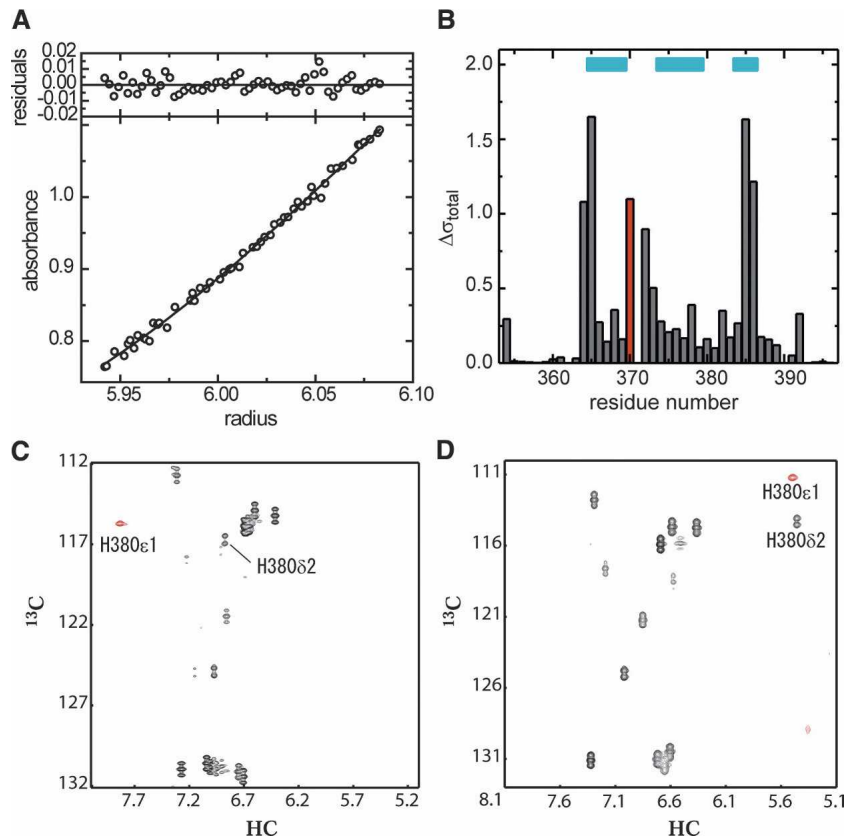 A
B
0.02
0.01
0.00
-0.01
-0.02
residuals
1.0
0.9
0.8
absorbance
5.95
6.00
6.05
6.10
radius
2.0
1.5
1.0
0.5
0.0
Δσtotal
360
370
380
390
residue number
C
D
112
117
122
127
132
13C
H380ε1
H380δ2
7.7
7.2
6.7
6.2
5.7
5.2
HC
111
116
121
126
131
13C
H380ε1
H380δ2
8.1
7.6
7.1
6.6
6.1
5.6
5.1
HC